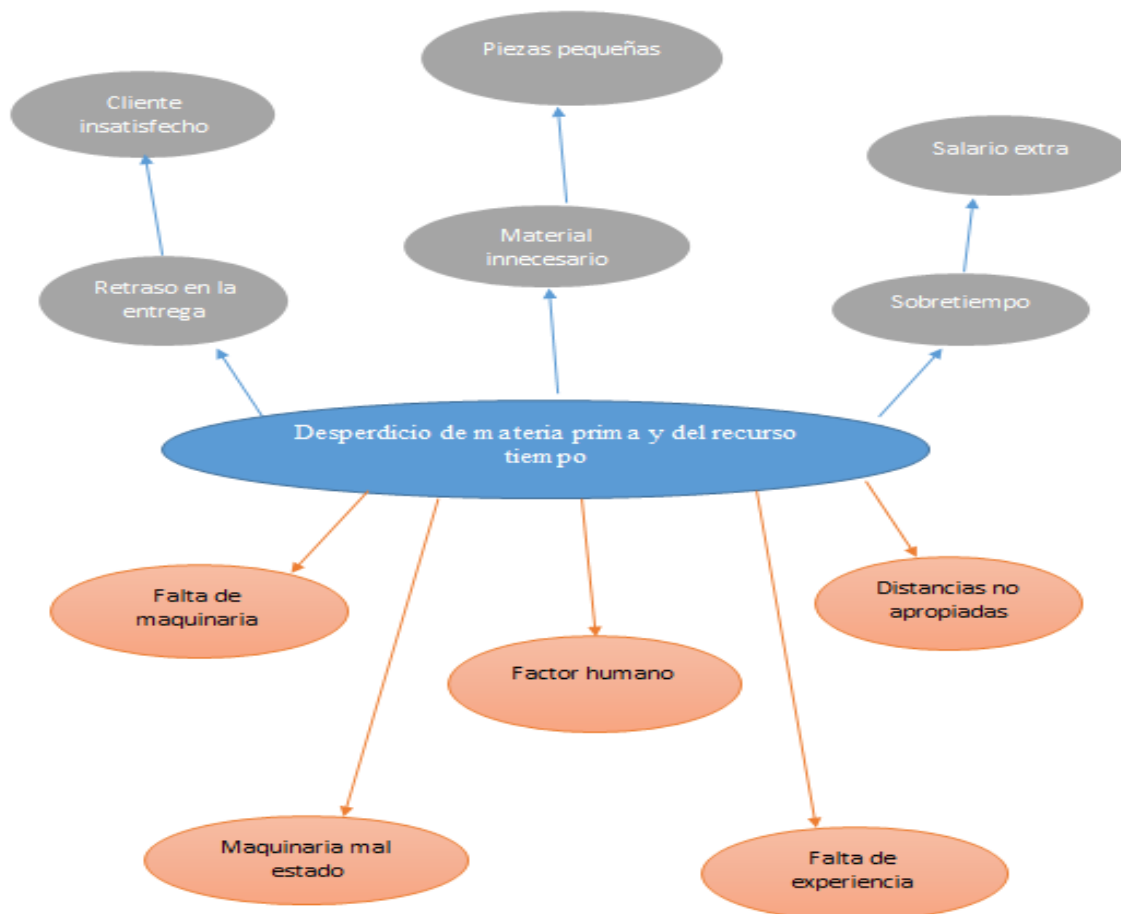 Piezas pequeñas
Cliente
insatisfecho
Salario extra
Material
innecesario
Retraso en la
entrega
Sobretiempo
Desperdicio de materia prima y del recurso
tiempo
Falta de
maquinaria
Distancias no
apropiadas
Factor humano
Maquinaria mal
estado
Falta de
experiencia